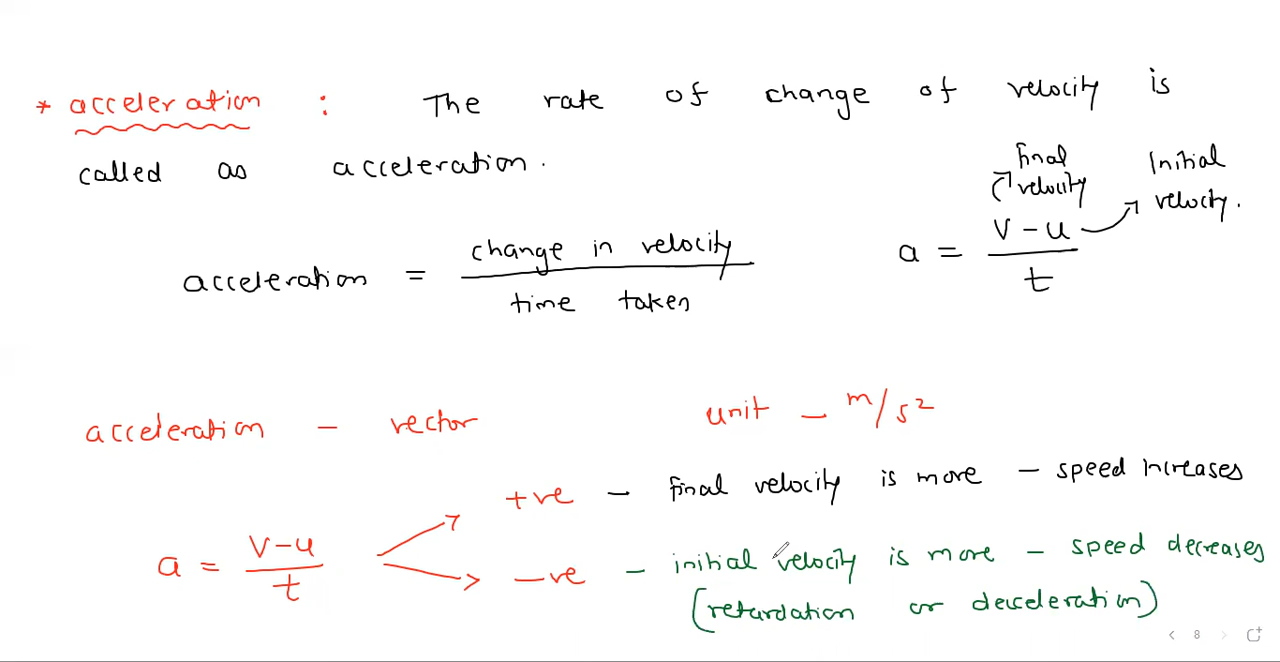 * acceleration : The rate of change of velocity is
called as acceleration.
final velocity
Initial velocity.
acceleration = change in velocity / time taken
a = v - u / t
acceleration - vector
unit - m/s²
+ve - final velocity is more - speed increases
a = v - u / t
-ve - initial velocity is more - speed decreases
(retardation or deceleration)
8